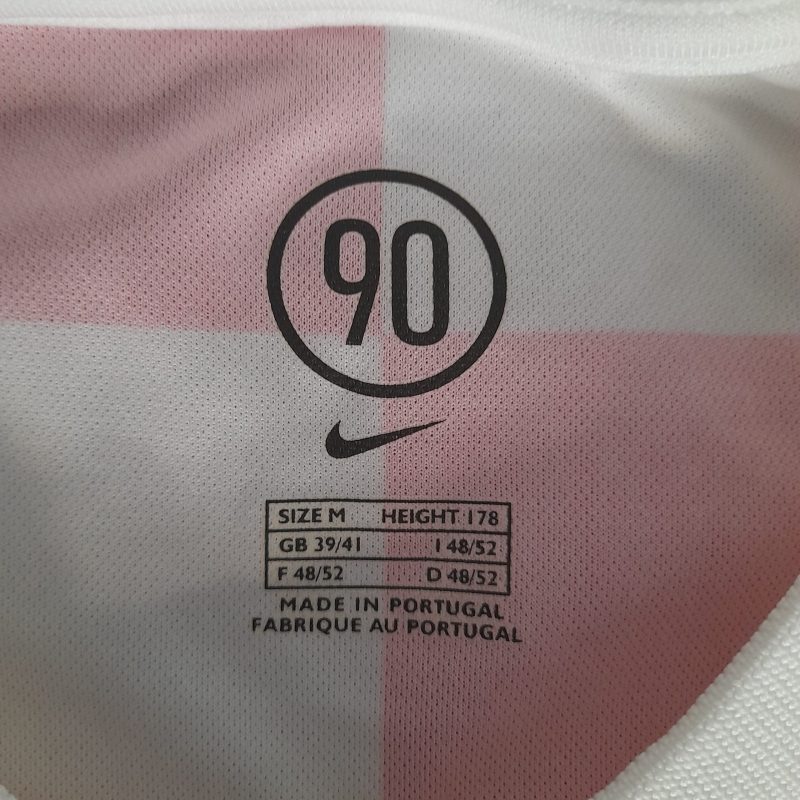 90
SIZE M HEIGHT 178
GB 39/41 I 48/52
F 48/52 D 48/52
MADE IN PORTUGAL
FABRIQUE AU PORTUGAL